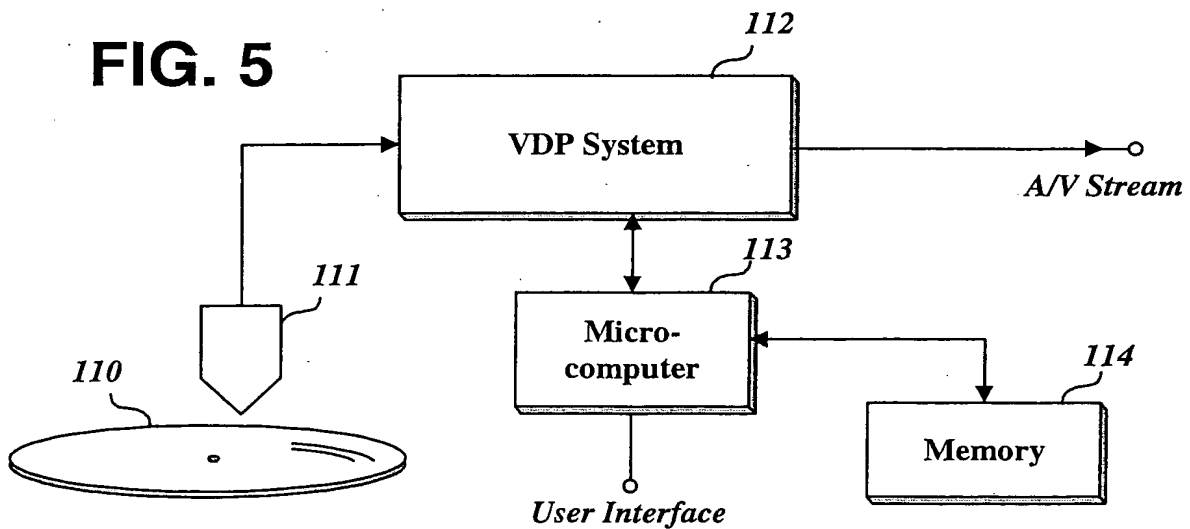 FIG. 5
112
VDP System
A/V Stream
111
113
Micro-
computer
110
114
Memory
User Interface